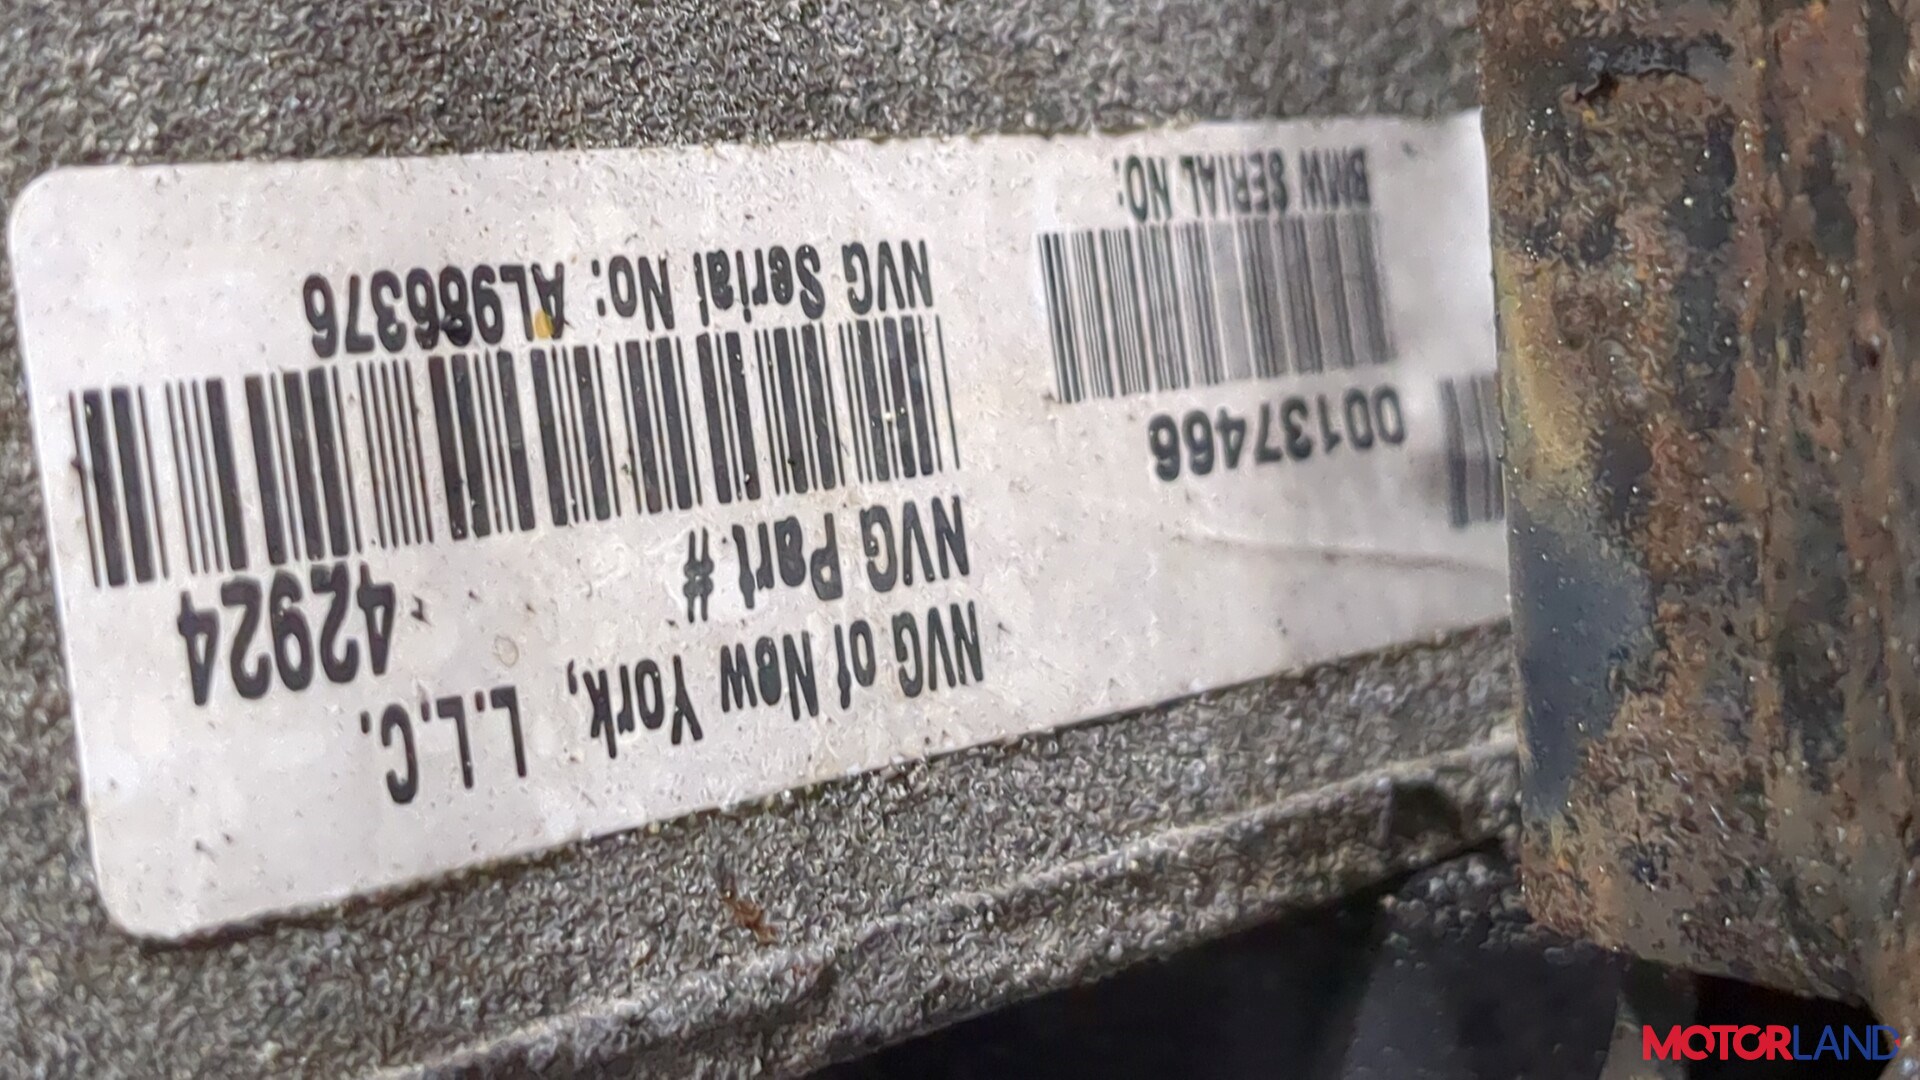 NVG of New York, L.L.C.
NVG Part # 42924
NVG Serial No: AL986376
00137466
BMW SERIAL NO:
MOTORLAND